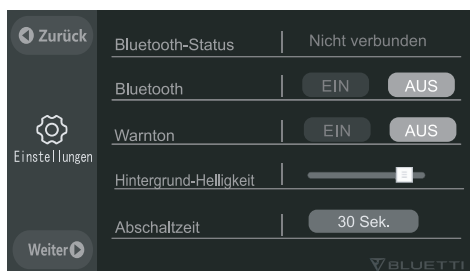 Zurück
Bluetooth-Status
Nicht verbunden
Bluetooth
EIN
AUS
Warnton
EIN
AUS
Einstellungen
Hintergrund-Helligkeit
Abschaltzeit
30 Sek.
Weiter
BLUETTI